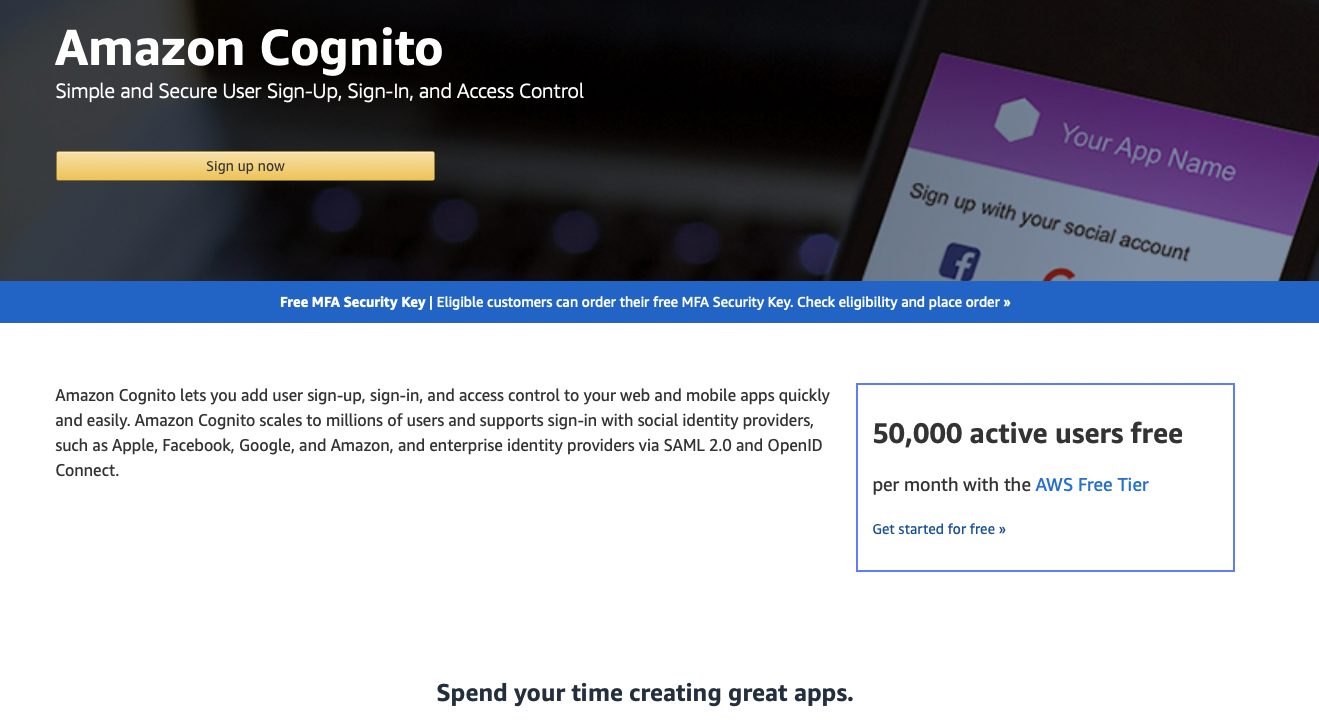 Amazon Cognito
Simple and Secure User Sign-Up, Sign-In, and Access Control
Your App Name
Sign up now
Sign up with your social account
Free MFA Security Key | Eligible customers can order their free MFA Security Key. Check eligibility and place order »
Amazon Cognito lets you add user sign-up, sign-in, and access control to your web and mobile apps quickly
and easily. Amazon Cognito scales to millions of users and supports sign-in with social identity providers,
such as Apple, Facebook, Google, and Amazon, and enterprise identity providers via SAML 2.0 and OpenID
Connect.
50,000 active users free
per month with the AWS Free Tier
Get started for free »
Spend your time creating great apps.